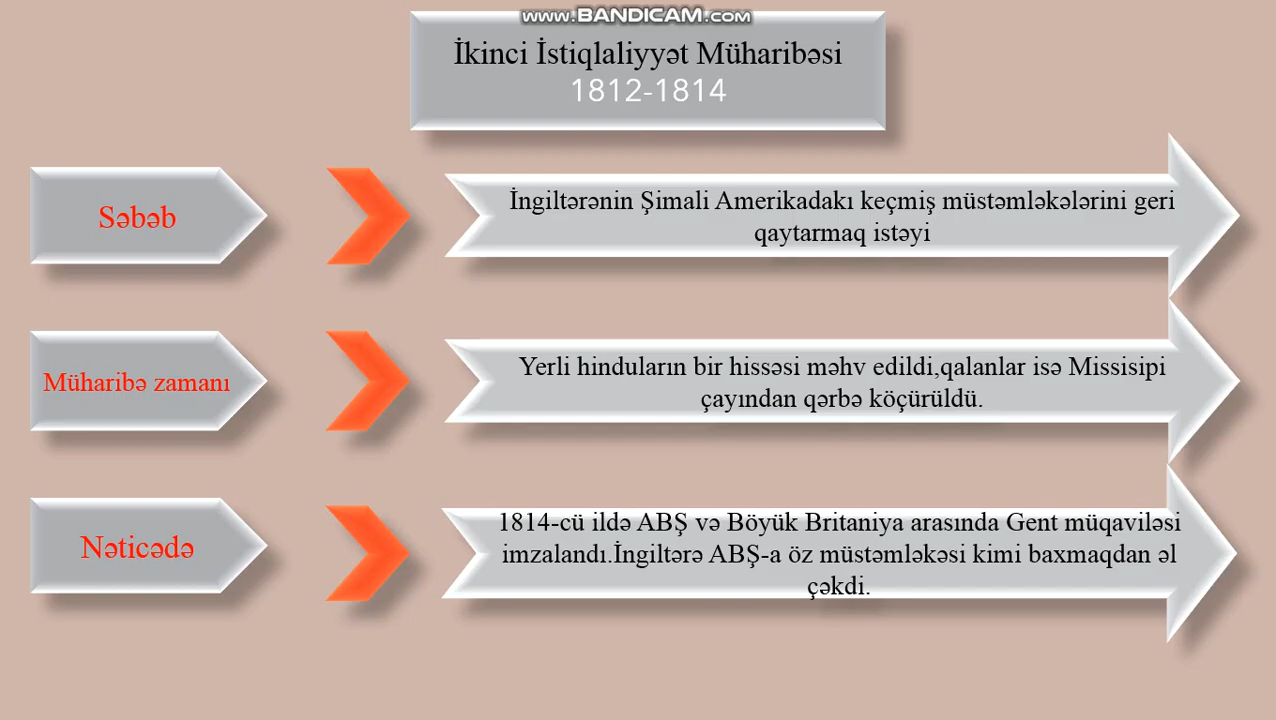 www.BANDICAM.com
İkinci İstiqlaliyyət Müharibəsi
1812-1814
Səbəb
İngiltərənin Şimali Amerikadakı keçmiş müstəmləkələrini geri
qaytarmaq istəyi
Müharibə zamanı
Yerli hinduların bir hissəsi məhv edildi,qalanlar isə Missisipi
çayından qərbə köçürüldü.
Nəticədə
1814-cü ildə ABŞ və Böyük Britaniya arasında Gent müqaviləsi
imzalandı.İngiltərə ABŞ-a öz müstəmləkəsi kimi baxmaqdan əl
çəkdi.